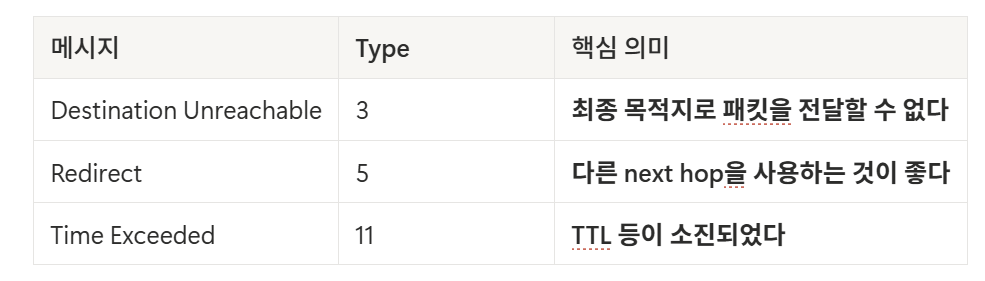 메시지 Type 핵심 의미
Destination Unreachable 3 최종 목적지로 패킷을 전달할 수 없다
Redirect 5 다른 next hop을 사용하는 것이 좋다
Time Exceeded 11 TTL 등이 소진되었다